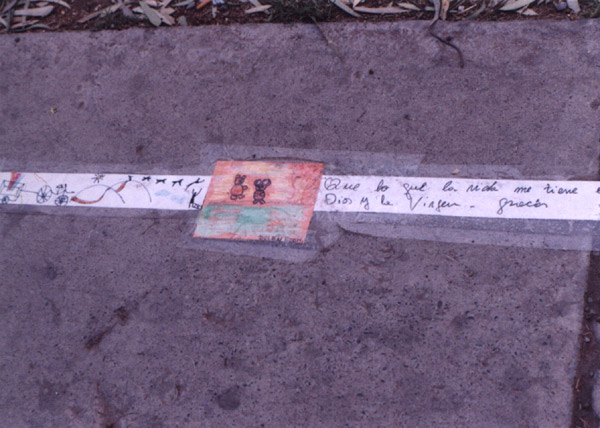 Que lo que la vida me tiene
Dios y la Virgen. gracias